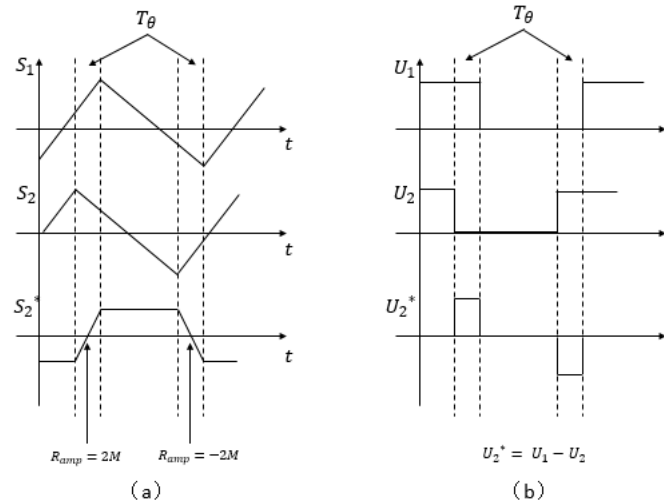 T_θ
S_1
t
S_2
S_2^*
t
R_amp = 2M
R_amp = −2M
(a)
T_θ
U_1
U_2
U_2^*
U_2^* = U_1 − U_2
(b)